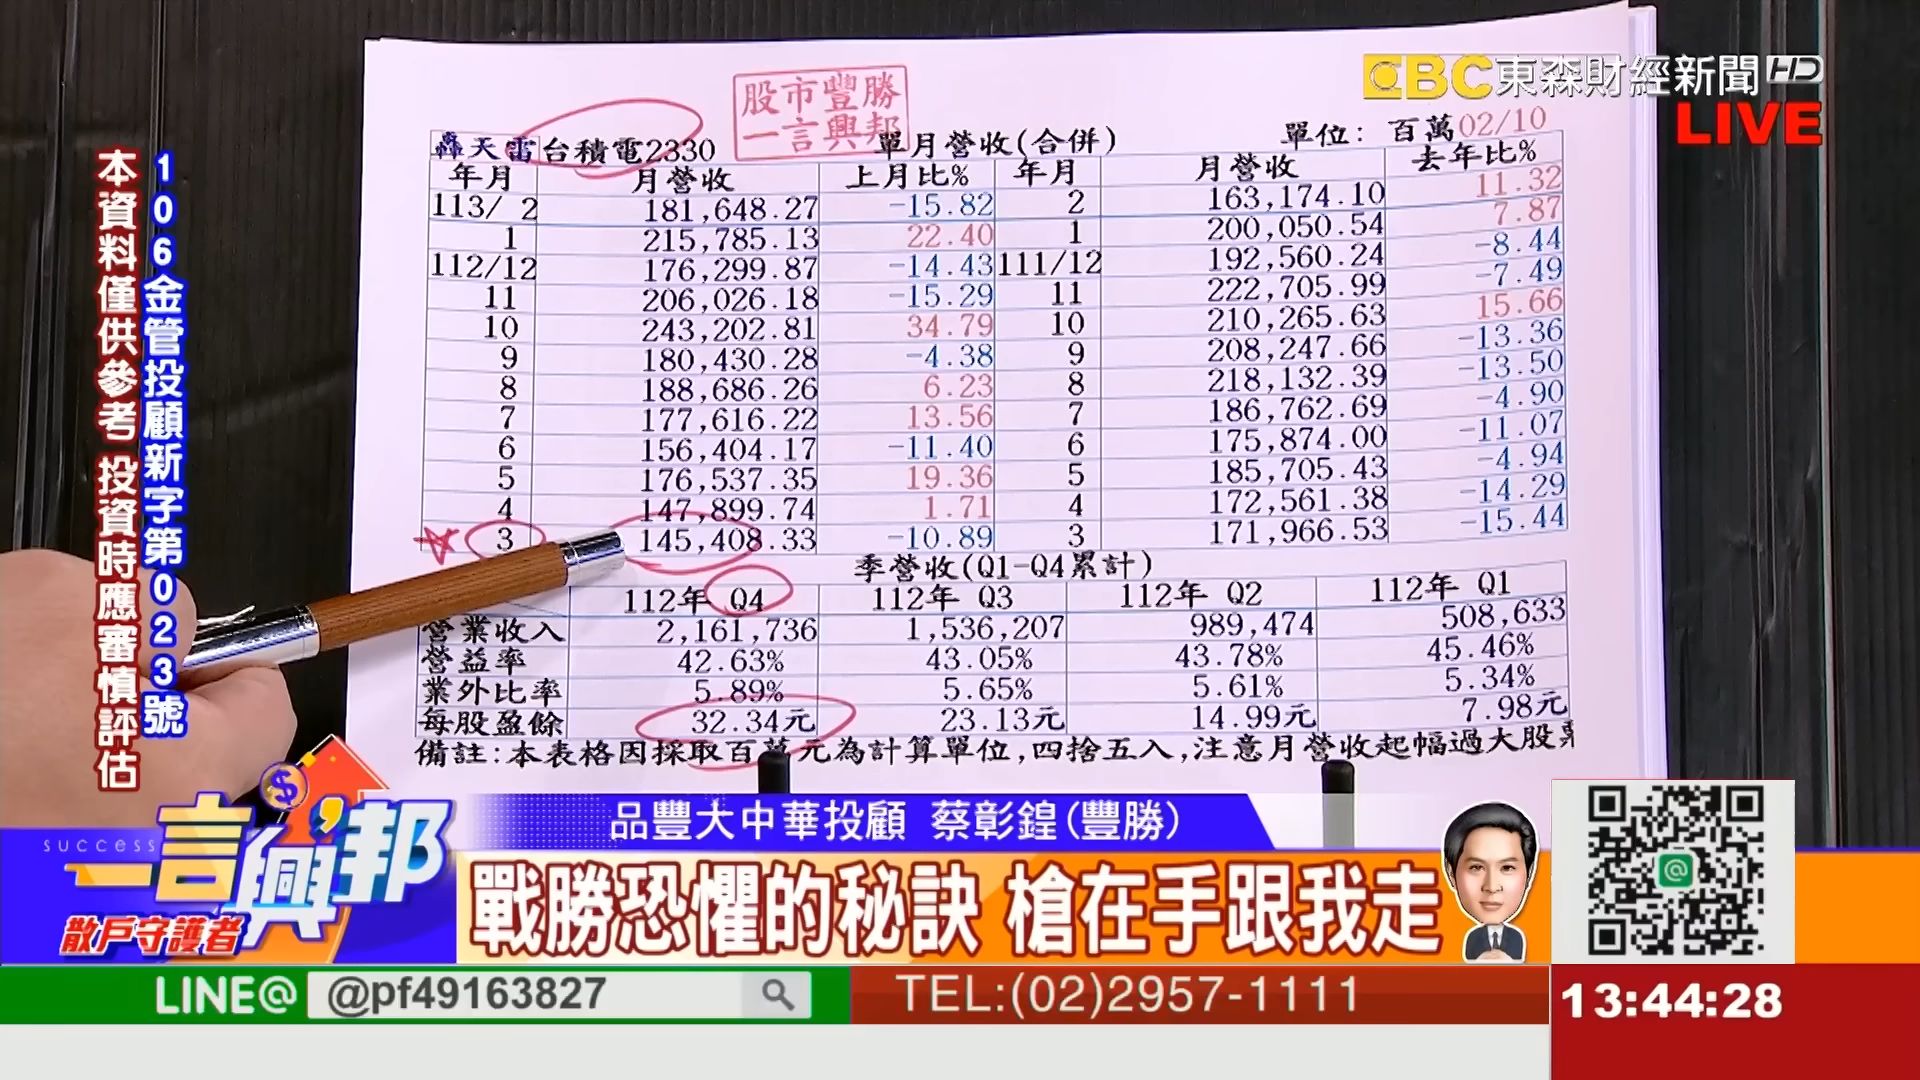 EBC 東森財經新聞 HD
LIVE
股市豐勝
一言興邦
轟天雷台積電2330 單月營收(合併) 單位: 百萬02/10
年月 月營收 上月比% 年月 月營收 去年比%
113/ 2 181,648.27 -15.82 2 163,174.10 11.32
1 215,785.13 22.40 1 200,050.54 7.87
112/12 176,299.87 -14.43 111/12 192,560.24 -8.44
11 206,026.18 -15.29 11 222,705.99 -7.49
10 243,202.81 34.79 10 210,265.63 15.66
9 180,430.28 -4.38 9 208,247.66 -13.36
8 188,686.26 6.23 8 218,132.39 -13.50
7 177,616.22 13.56 7 186,762.69 -4.90
6 156,404.17 -11.40 6 175,874.00 -11.07
5 176,537.35 19.36 5 185,705.43 -4.94
4 147,899.74 1.71 4 172,561.38 -14.29
3 145,408.33 -10.89 3 171,966.53 -15.44
季營收(Q1-Q4累計)
112年 Q4 112年 Q3 112年 Q2 112年 Q1
營業收入 2,161,736 1,536,207 989,474 508,633
營益率 42.63% 43.05% 43.78% 45.46%
業外比率 5.89% 5.65% 5.61% 5.34%
每股盈餘 32.34元 23.13元 14.99元 7.98元
備註:本表格因採取百萬元為計算單位,四捨五入,注意月營收起幅過大股
106金管投顧新字第023號
本資料僅供參考 投資時應審慎評估
success
一言興邦
散戶守護者
品豐大中華投顧 蔡彰鍠(豐勝)
戰勝恐懼的秘訣 槍在手跟我走
LINE@ @pf49163827
TEL:(02)2957-1111
13:44:28